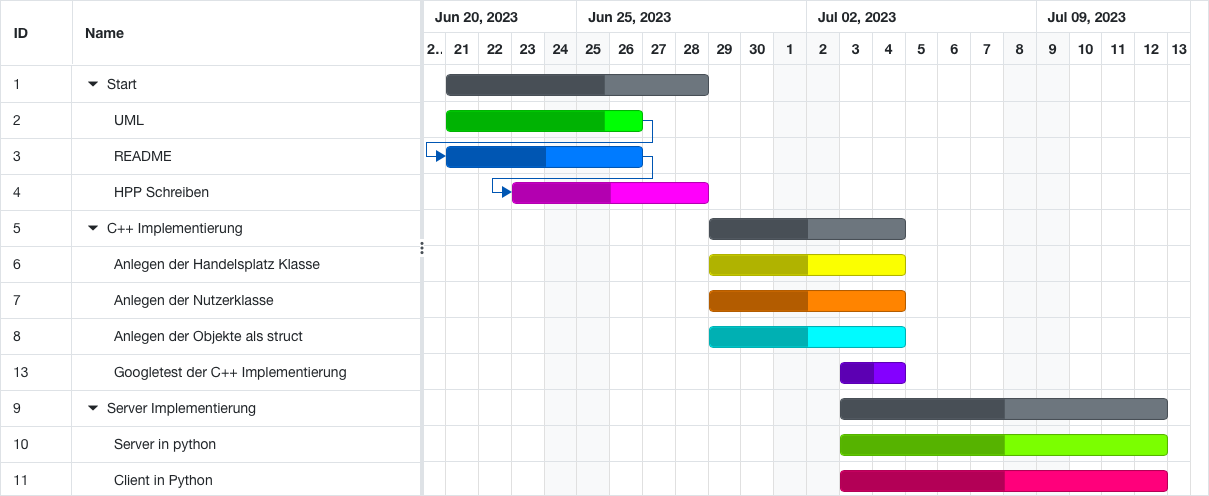 ID Name Jun 20, 2023 Jun 25, 2023 Jul 02, 2023 Jul 09, 2023
2.. 21 22 23 24 25 26 27 28 29 30 1 2 3 4 5 6 7 8 9 10 11 12 13
1 Start
2 UML
3 README
4 HPP Schreiben
5 C++ Implementierung
6 Anlegen der Handelsplatz Klasse
7 Anlegen der Nutzerklasse
8 Anlegen der Objekte als struct
13 Googletest der C++ Implementierung
9 Server Implementierung
10 Server in python
11 Client in Python